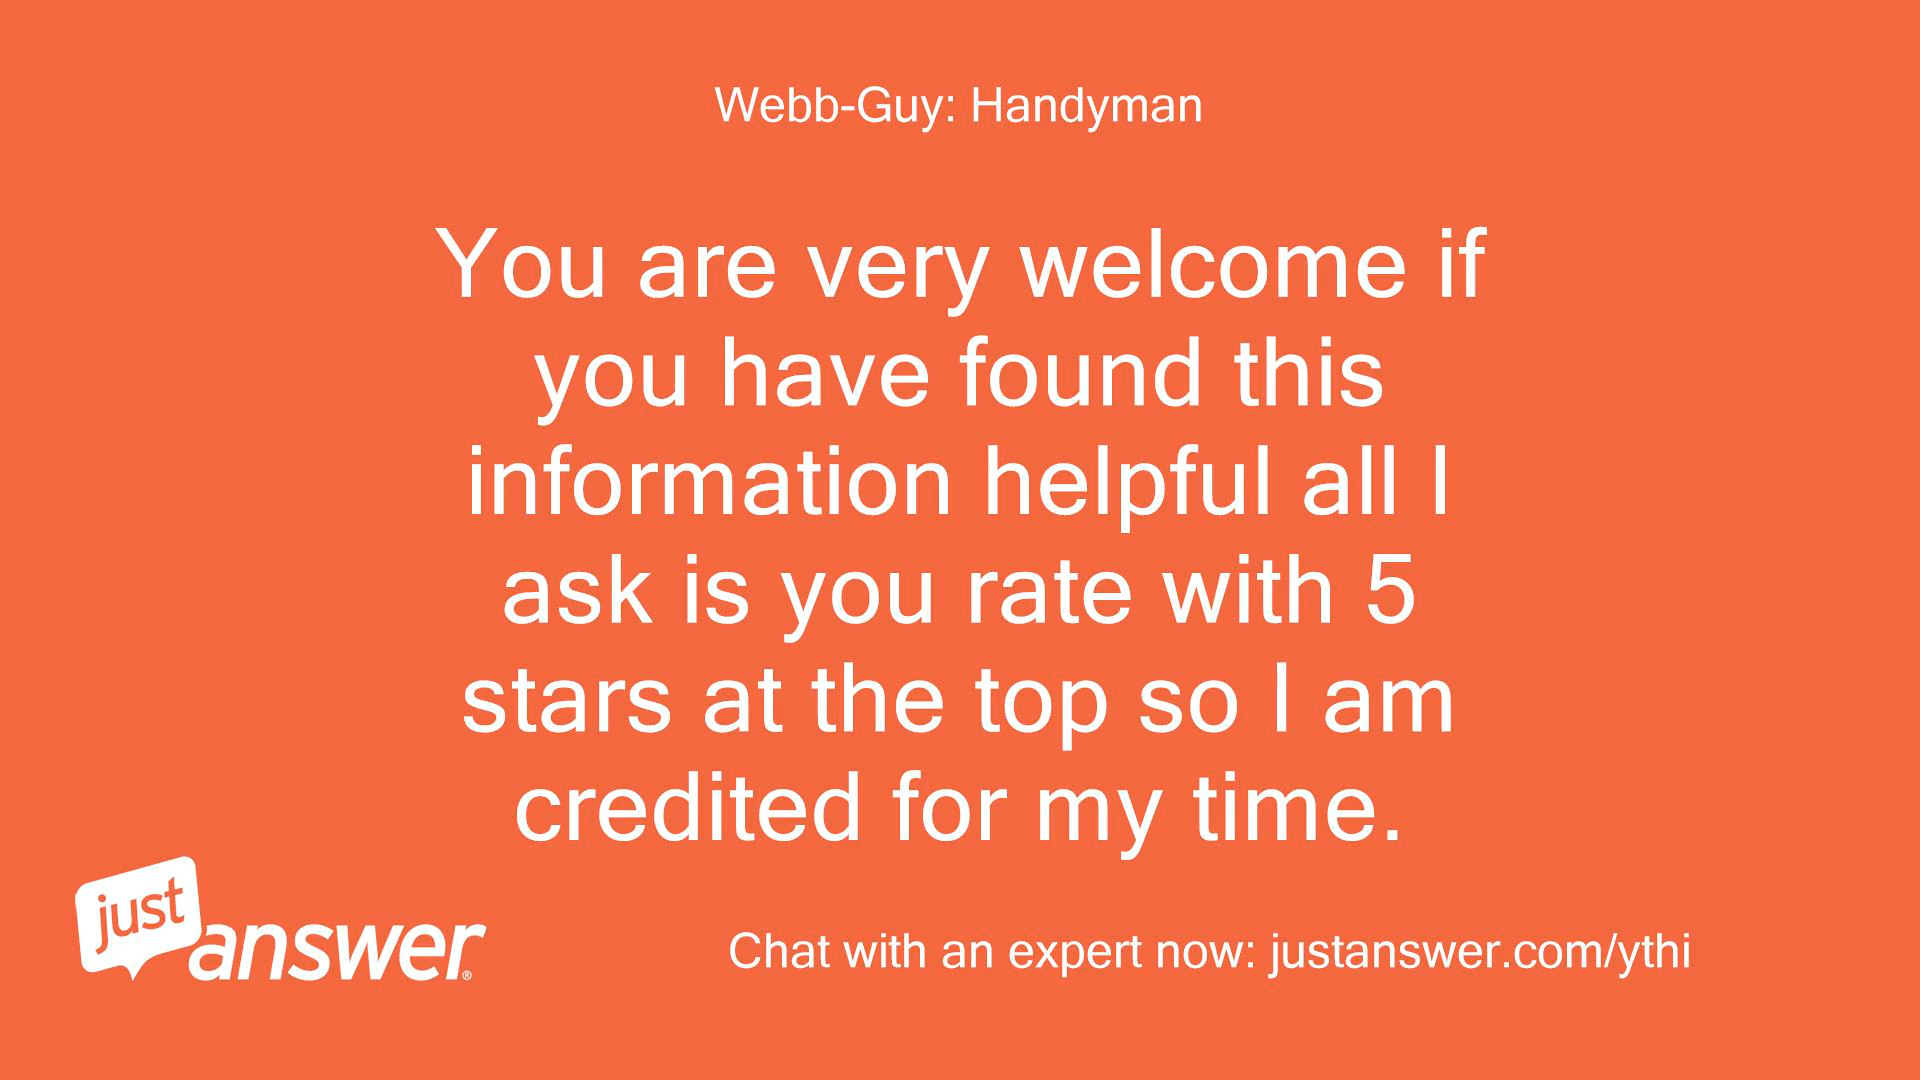 Webb-Guy: Handyman
You are very welcome if
you have found this
information helpful all I
ask is you rate with 5
stars at the top so I am
credited for my time.
just
answer®
Chat with an expert now: justanswer.com/ythi